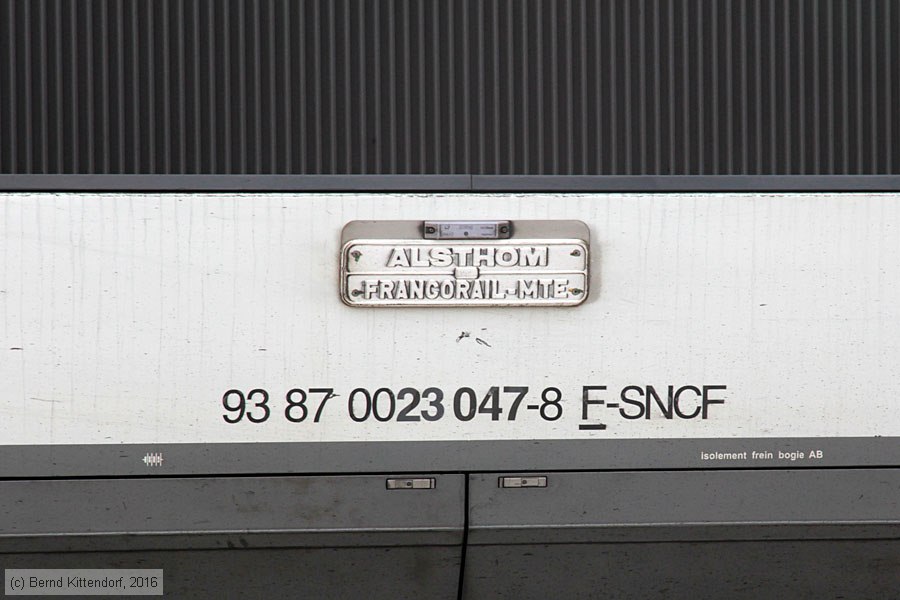 ALSTHOM
FRANCORAIL-MTE
93 87 0023 047-8 F-SNCF
isolement frein bogie AB
(c) Bernd Kittendorf, 2016